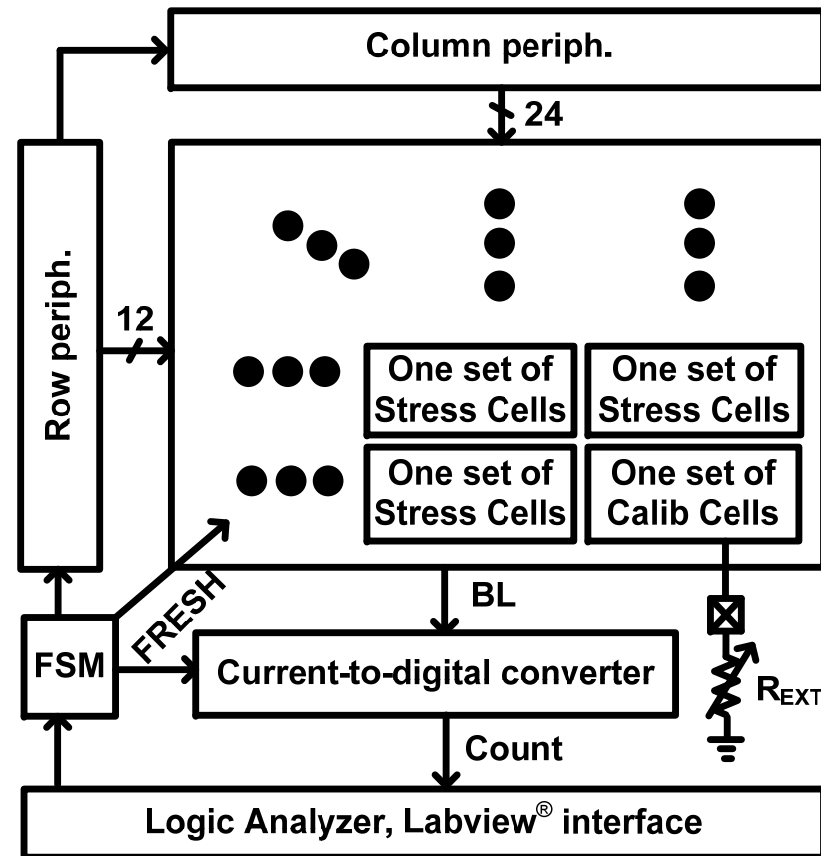 Column periph.
24
Row periph.
12
One set of
Stress Cells
One set of
Stress Cells
One set of
Stress Cells
One set of
Calib Cells
FRESH
BL
FSM
Current-to-digital converter
REXT
Count
Logic Analyzer, Labview® interface